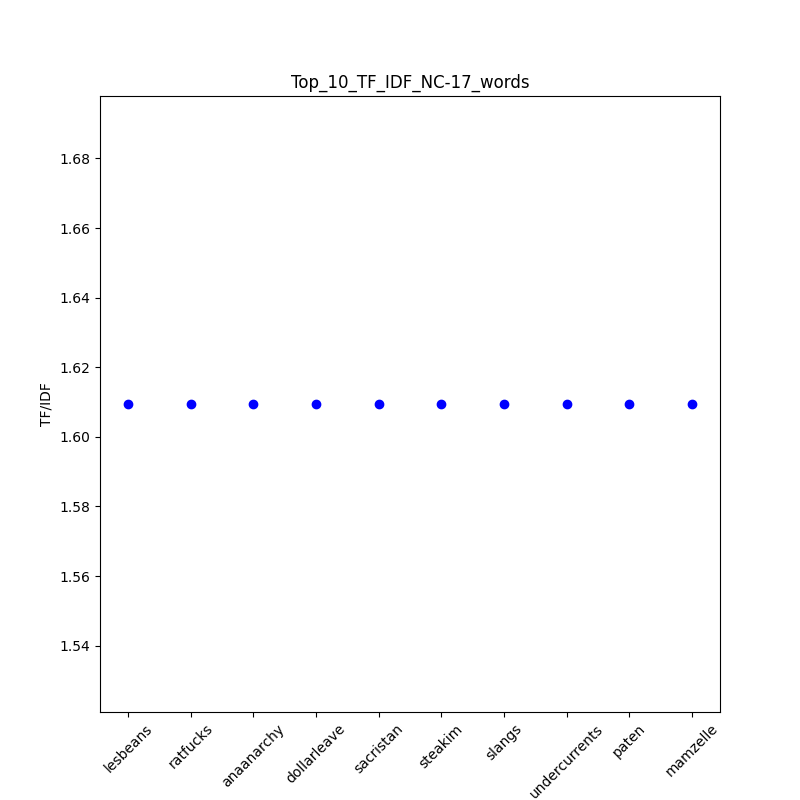 Top_10_TF_IDF_NC-17_words
TF/IDF
1.68
1.66
1.64
1.62
1.60
1.58
1.56
1.54
lesbeans
ratfucks
anaanarchy
dollarleave
sacristan
steakim
slangs
undercurrents
paten
mamzelle